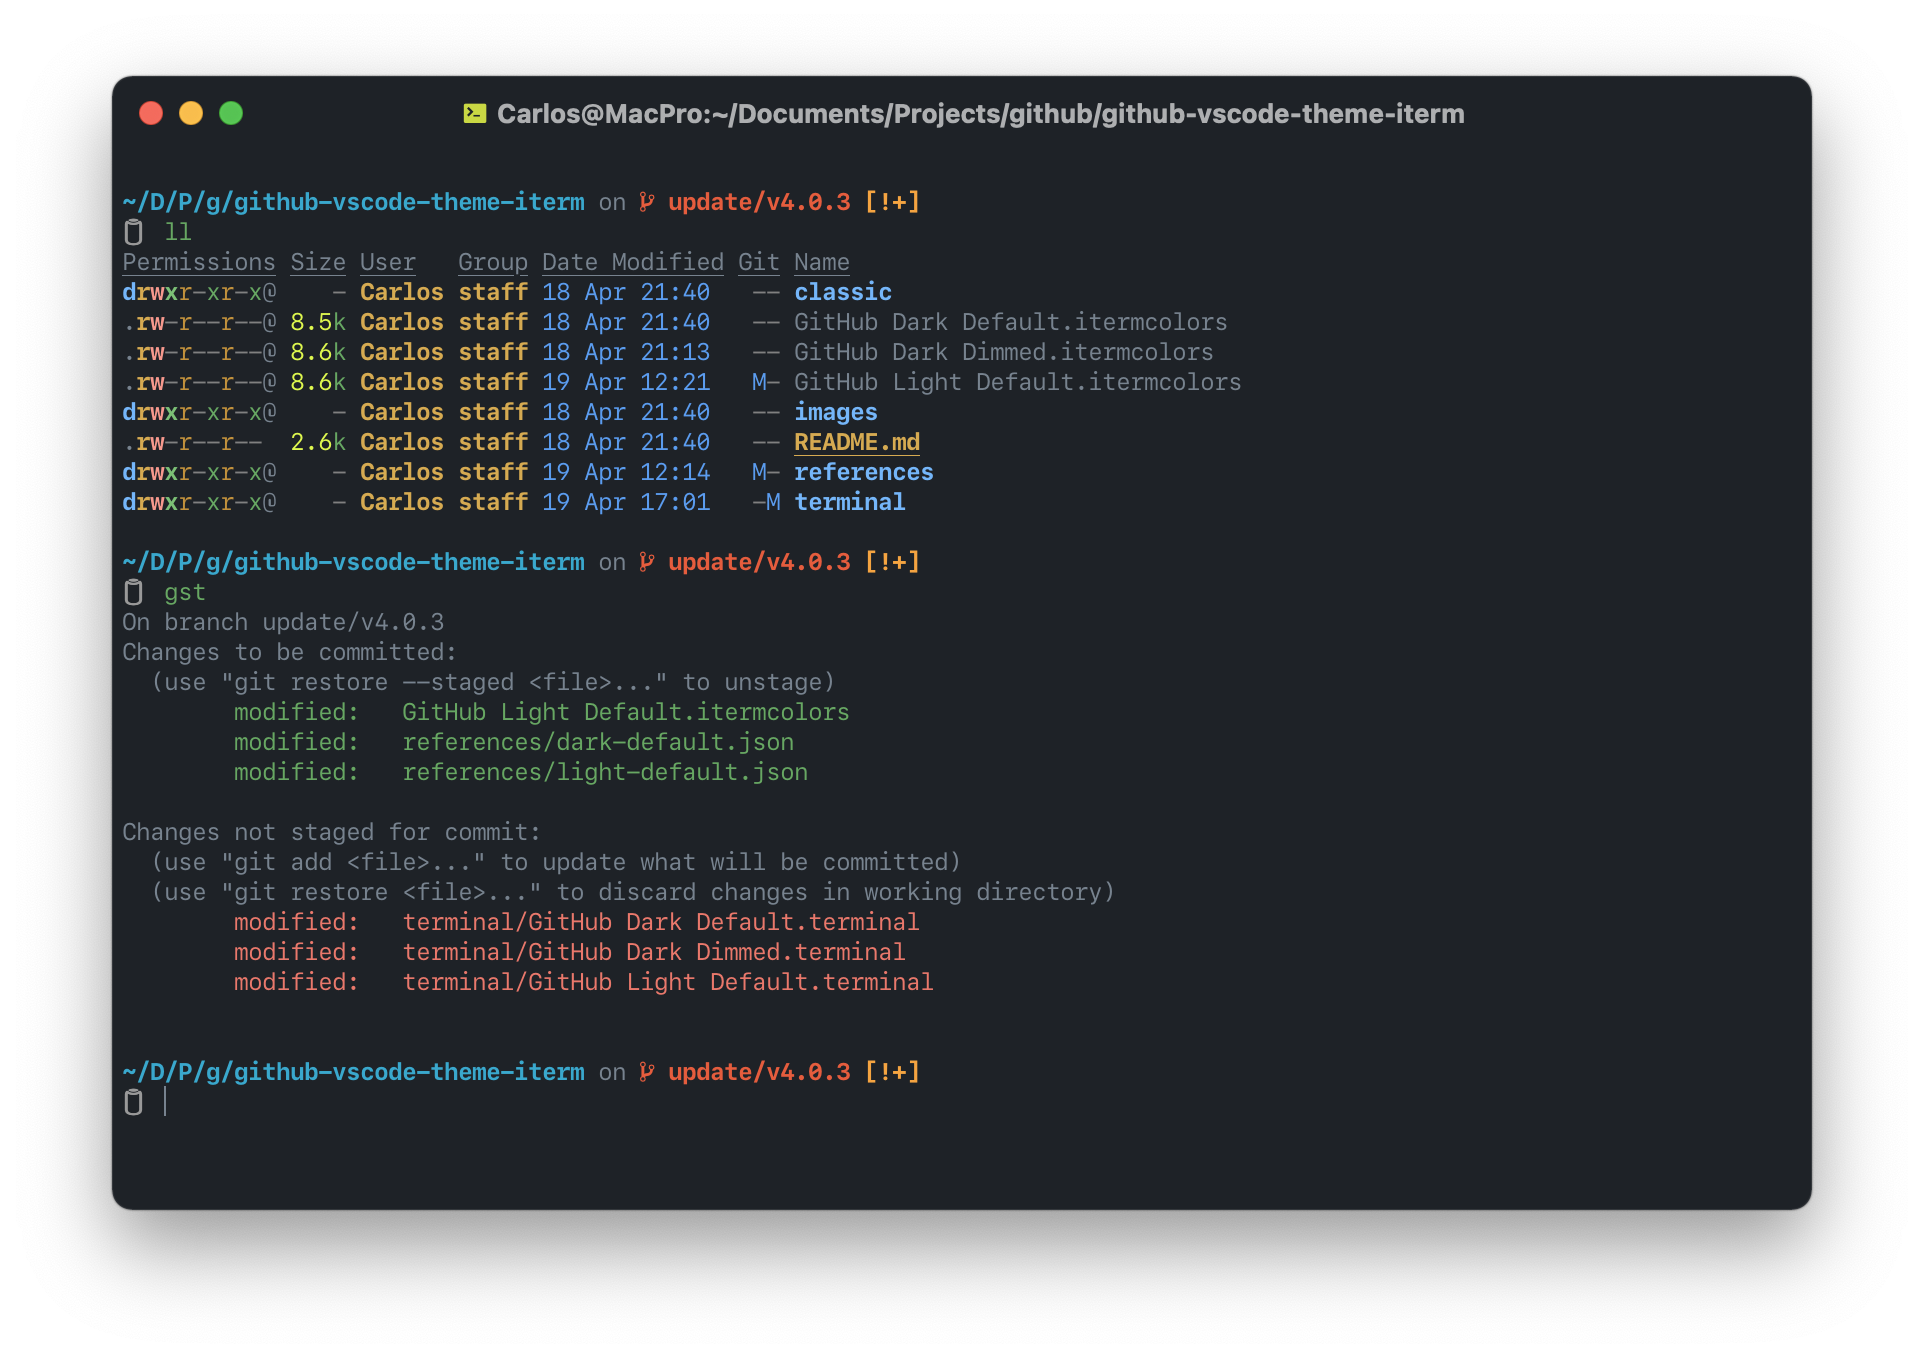 Carlos@MacPro:~/Documents/Projects/github/github-vscode-theme-iterm
~/D/P/g/github-vscode-theme-iterm on update/v4.0.3 [!+]
ll
Permissions Size User   Group Date Modified Git Name
drwxr-xr-x@    - Carlos staff 18 Apr 21:40   -- classic
.rw-r--r--@ 8.5k Carlos staff 18 Apr 21:40   -- GitHub Dark Default.itermcolors
.rw-r--r--@ 8.6k Carlos staff 18 Apr 21:13   -- GitHub Dark Dimmed.itermcolors
.rw-r--r--@ 8.6k Carlos staff 19 Apr 12:21   M- GitHub Light Default.itermcolors
drwxr-xr-x@    - Carlos staff 18 Apr 21:40   -- images
.rw-r--r--  2.6k Carlos staff 18 Apr 21:40   -- README.md
drwxr-xr-x@    - Carlos staff 19 Apr 12:14   M- references
drwxr-xr-x@    - Carlos staff 19 Apr 17:01   -M terminal
~/D/P/g/github-vscode-theme-iterm on update/v4.0.3 [!+]
gst
On branch update/v4.0.3
Changes to be committed:
  (use "git restore --staged <file>..." to unstage)
        modified:   GitHub Light Default.itermcolors
        modified:   references/dark-default.json
        modified:   references/light-default.json
Changes not staged for commit:
  (use "git add <file>..." to update what will be committed)
  (use "git restore <file>..." to discard changes in working directory)
        modified:   terminal/GitHub Dark Default.terminal
        modified:   terminal/GitHub Dark Dimmed.terminal
        modified:   terminal/GitHub Light Default.terminal
~/D/P/g/github-vscode-theme-iterm on update/v4.0.3 [!+]